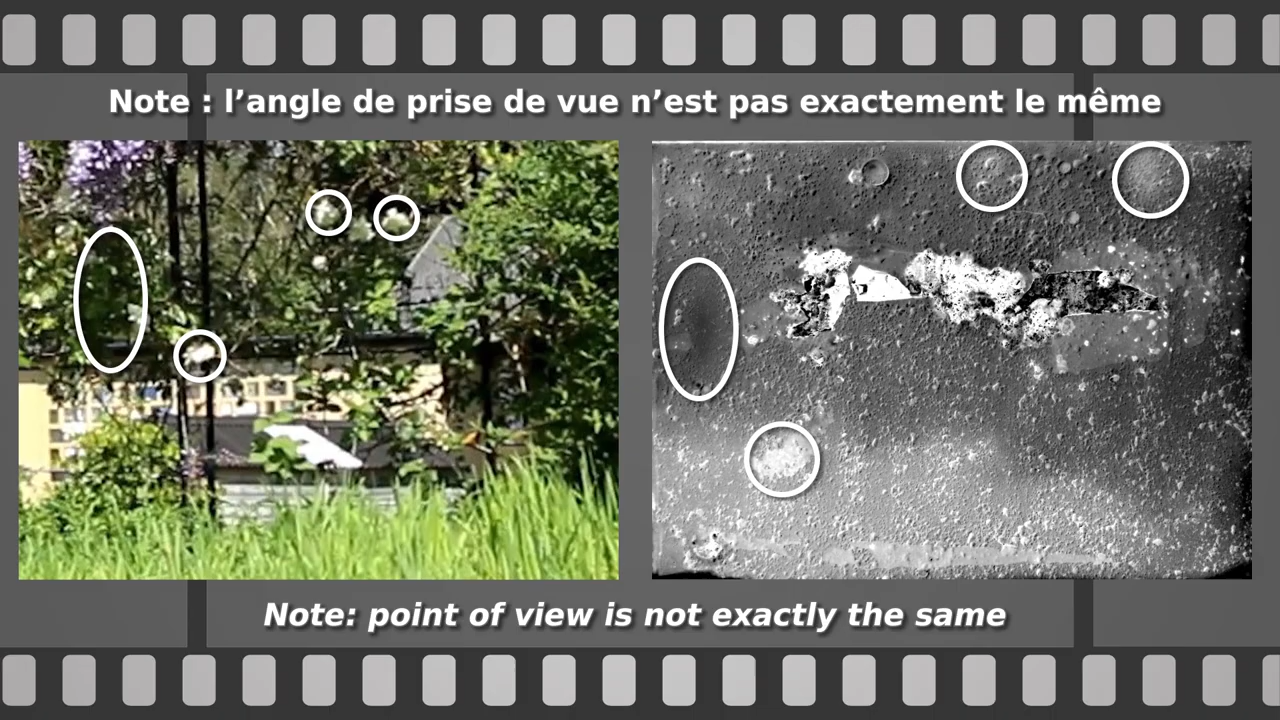 Note : l’angle de prise de vue n’est pas exactement le même
Note: point of view is not exactly the same